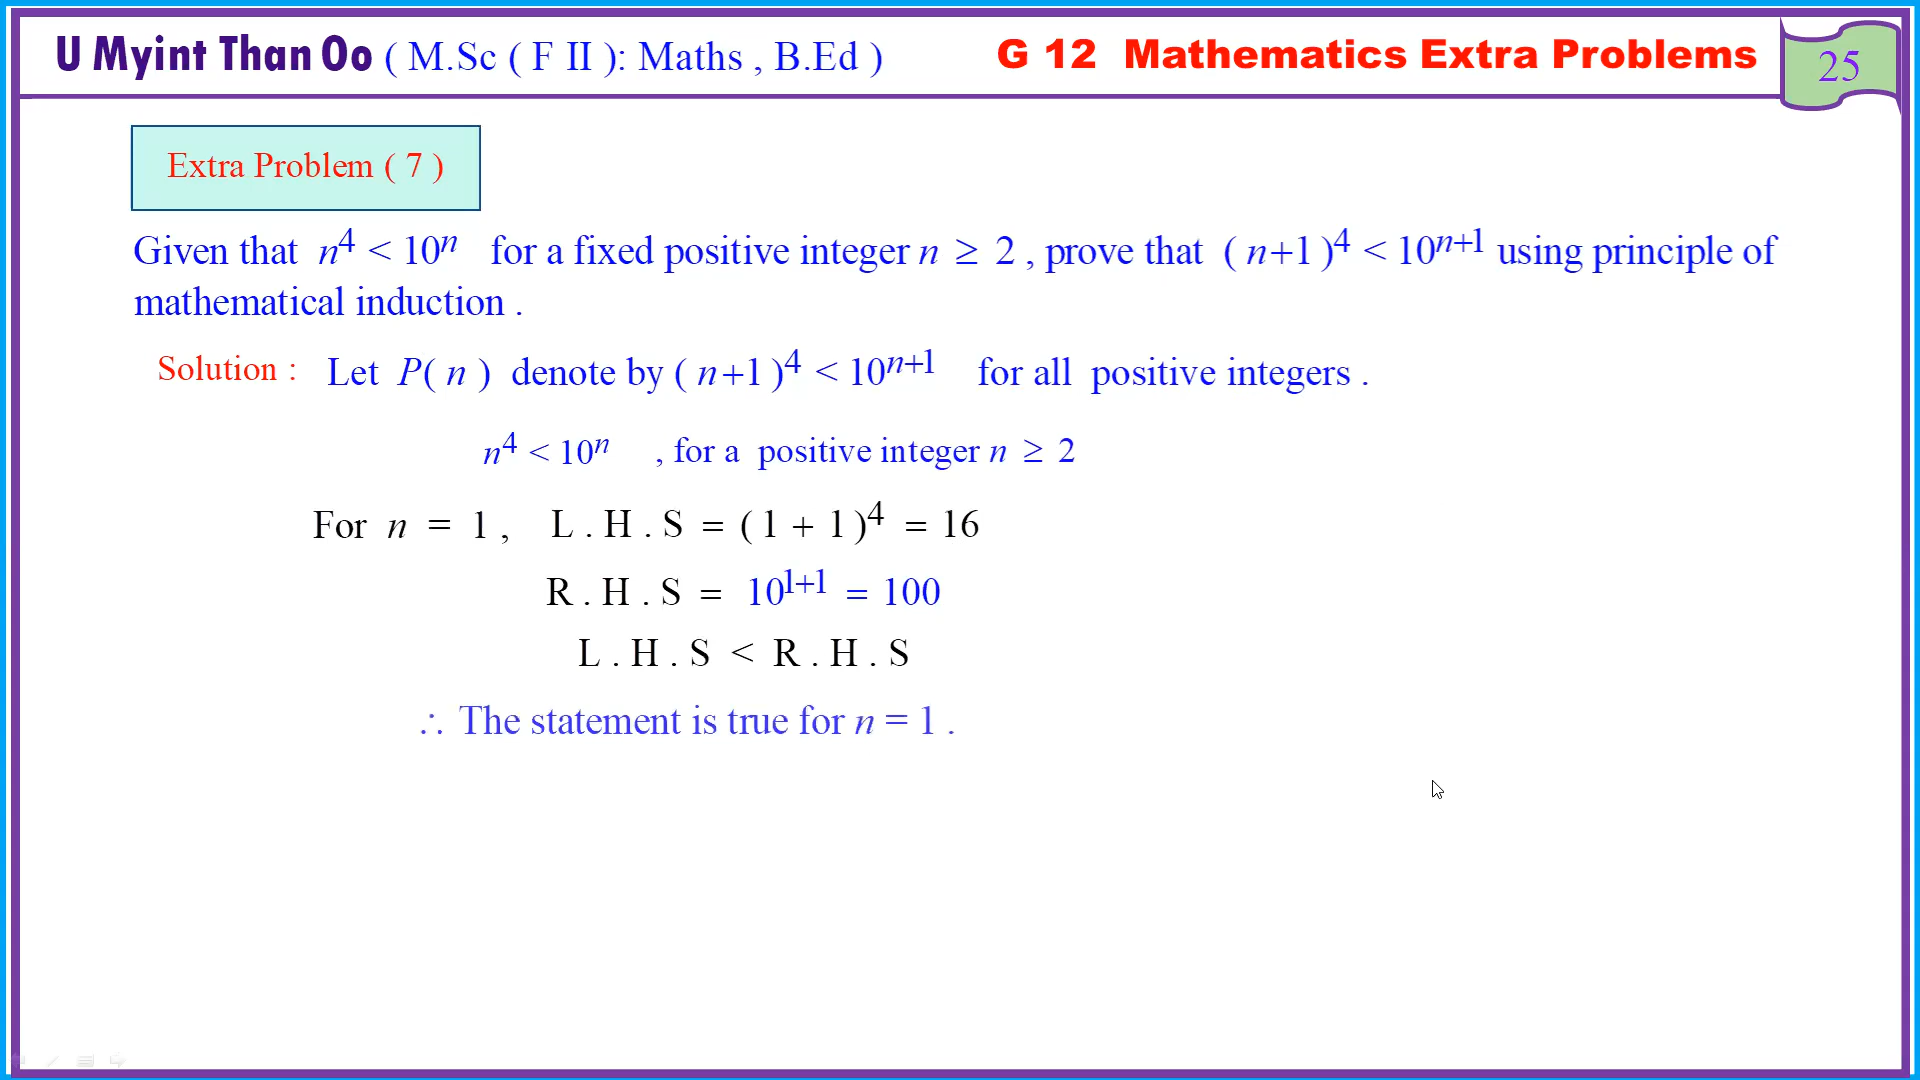 U Myint Than Oo ( M.Sc ( F II ): Maths , B.Ed )
G 12 Mathematics Extra Problems
25
Extra Problem ( 7 )
Given that n⁴ < 10ⁿ for a fixed positive integer n ≥ 2 , prove that ( n+1 )⁴ < 10ⁿ⁺¹ using principle of
mathematical induction .
Solution : Let P( n ) denote by ( n+1 )⁴ < 10ⁿ⁺¹ for all positive integers .
n⁴ < 10ⁿ , for a positive integer n ≥ 2
For n = 1 , L . H . S = ( 1 + 1 )⁴ = 16
R . H . S = 10¹⁺¹ = 100
L . H . S < R . H . S
∴ The statement is true for n = 1 .